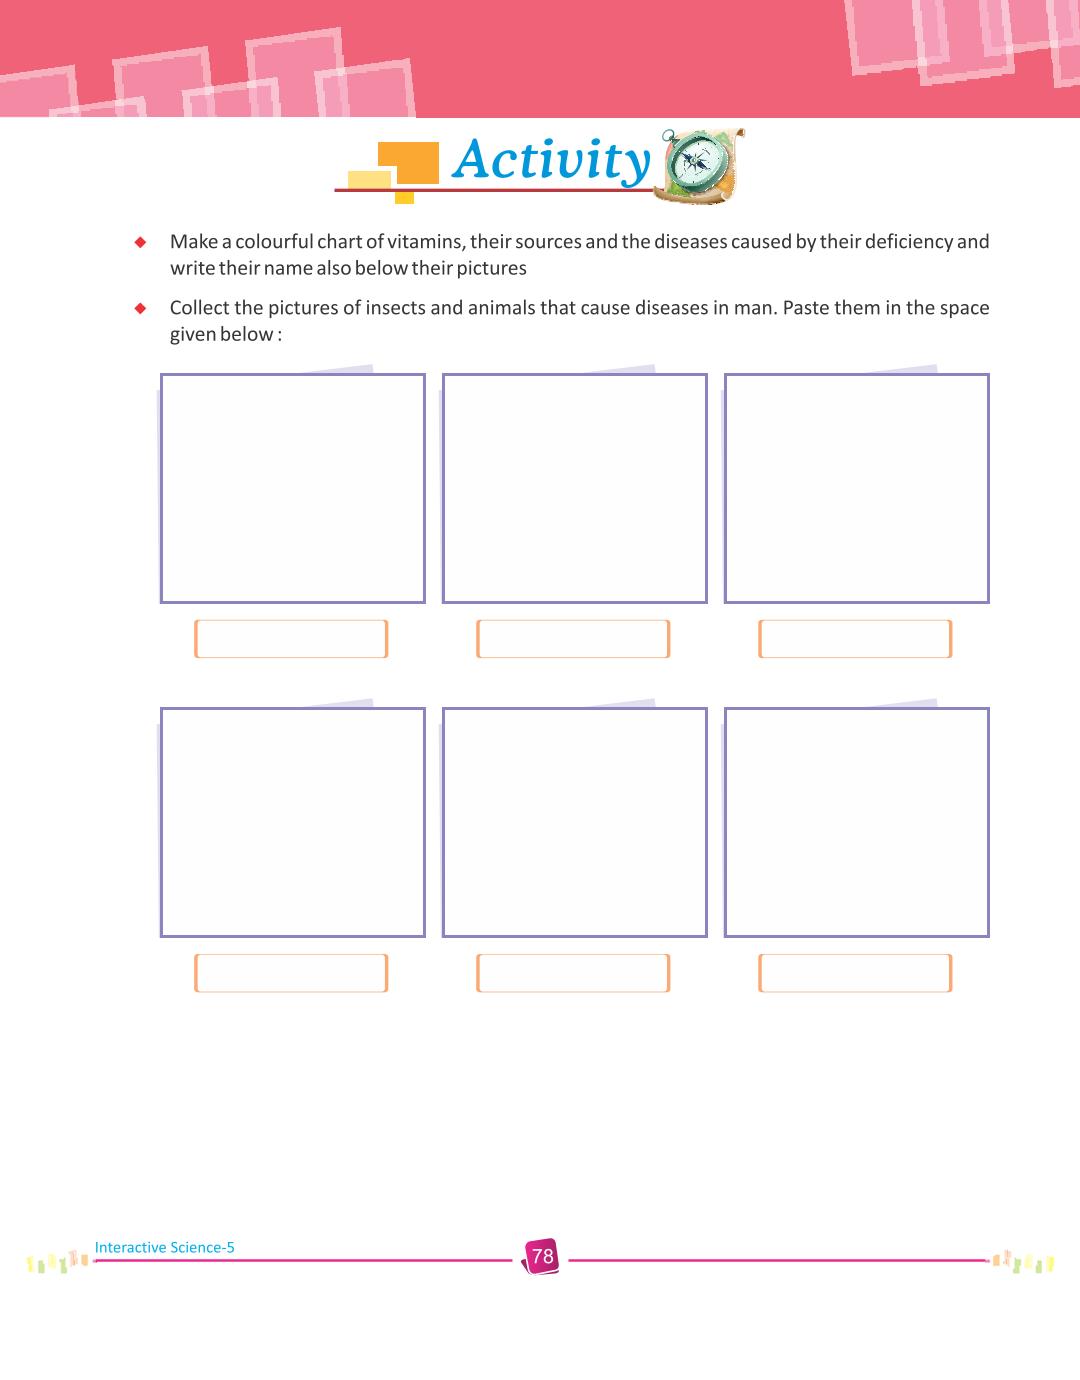 Activity
◆ Make a colourful chart of vitamins, their sources and the diseases caused by their deficiency and
write their name also below their pictures
◆ Collect the pictures of insects and animals that cause diseases in man. Paste them in the space
given below :
Interactive Science-5
78